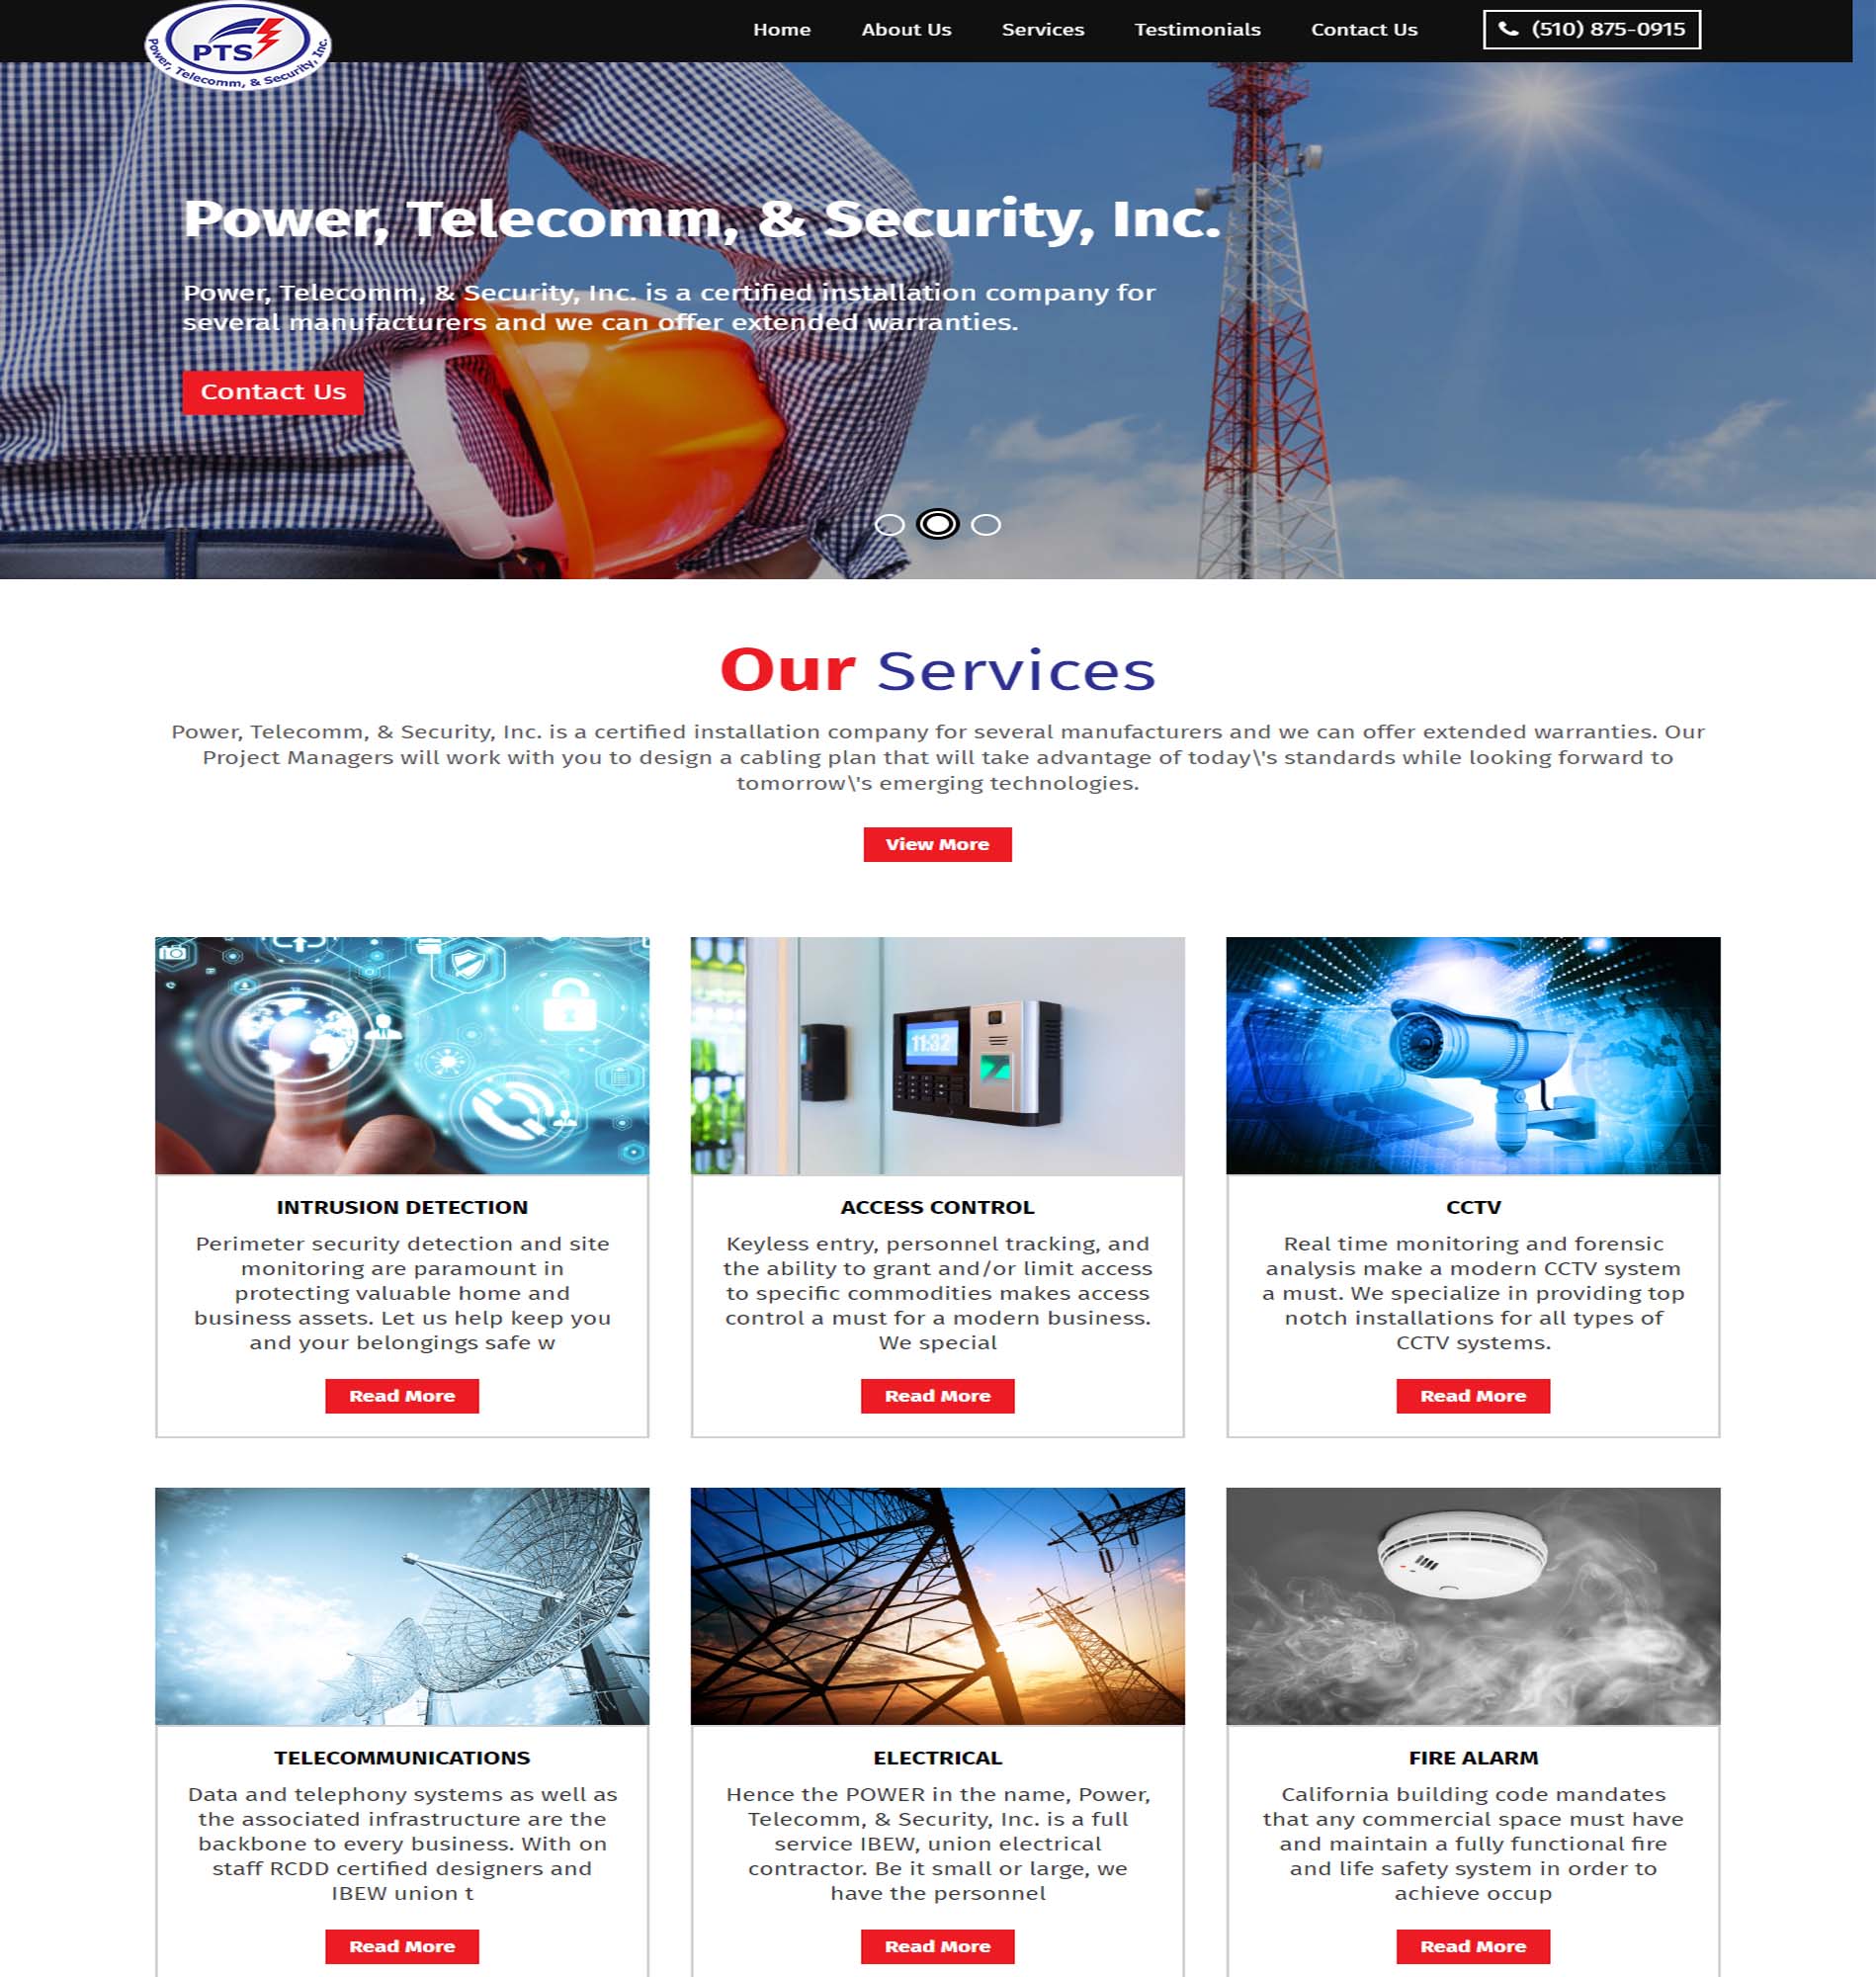 PTS
Power, Telecomm, & Security, Inc.
Home About Us Services Testimonials Contact Us (510) 875-0915
Power, Telecomm, & Security, Inc.
Power, Telecomm, & Security, Inc. is a certified installation company for
several manufacturers and we can offer extended warranties.
Contact Us
Our Services
Power, Telecomm, & Security, Inc. is a certified installation company for several manufacturers and we can offer extended warranties. Our
Project Managers will work with you to design a cabling plan that will take advantage of today\'s standards while looking forward to
tomorrow\'s emerging technologies.
View More
11:32
INTRUSION DETECTION
Perimeter security detection and site
monitoring are paramount in
protecting valuable home and
business assets. Let us help keep you
and your belongings safe w
Read More
ACCESS CONTROL
Keyless entry, personnel tracking, and
the ability to grant and/or limit access
to specific commodities makes access
control a must for a modern business.
We special
Read More
CCTV
Real time monitoring and forensic
analysis make a modern CCTV system
a must. We specialize in providing top
notch installations for all types of
CCTV systems.
Read More
TELECOMMUNICATIONS
Data and telephony systems as well as
the associated infrastructure are the
backbone to every business. With on
staff RCDD certified designers and
IBEW union t
Read More
ELECTRICAL
Hence the POWER in the name, Power,
Telecomm, & Security, Inc. is a full
service IBEW, union electrical
contractor. Be it small or large, we
have the personnel
Read More
FIRE ALARM
California building code mandates
that any commercial space must have
and maintain a fully functional fire
and life safety system in order to
achieve occup
Read More